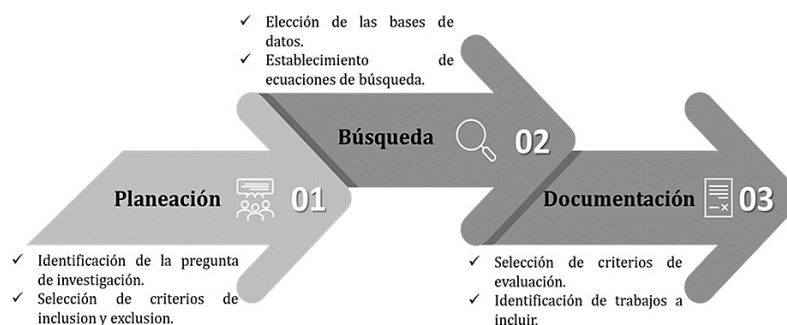 ✓ Elección de las bases de
datos.
✓ Establecimiento de
ecuaciones de búsqueda.
Búsqueda 02
Planeación 01
Documentación 03
✓ Identificación de la pregunta
de investigación.
✓ Selección de criterios de
inclusion y exclusion.
✓ Selección de criterios de
evaluación.
✓ Identificación de trabajos a
incluir.